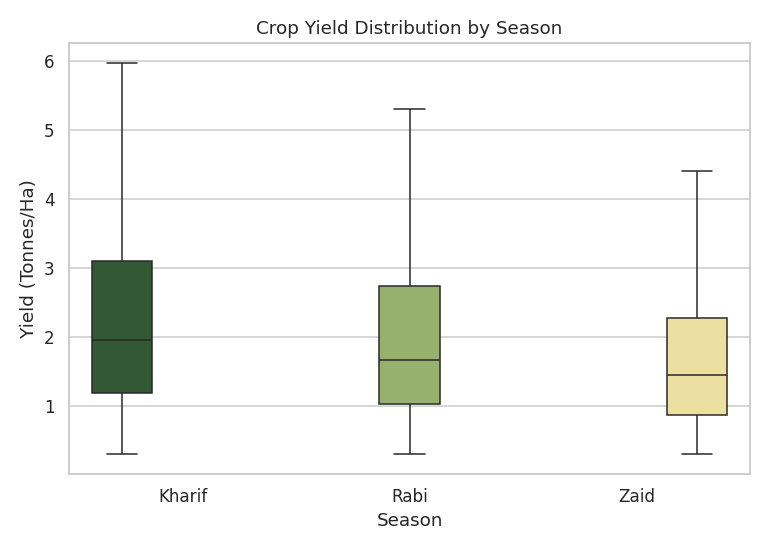 Crop Yield Distribution by Season
Yield (Tonnes/Ha)
6
5
4
3
2
1
Kharif Rabi Zaid
Season